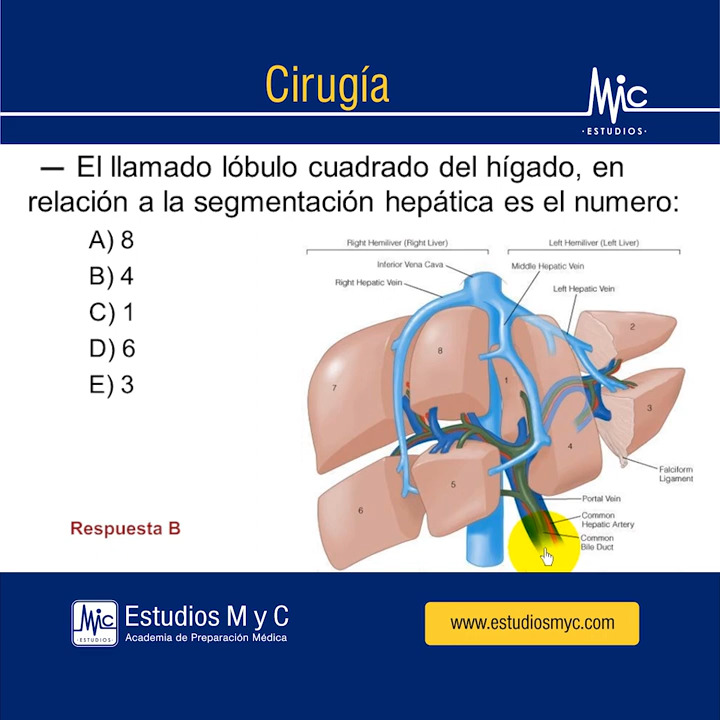 Cirugía
MyC
·ESTUDIOS·
— El llamado lóbulo cuadrado del hígado, en
relación a la segmentación hepática es el numero:
A) 8
B) 4
C) 1
D) 6
E) 3
Respuesta B
Right Hemiliver (Right Liver)
Left Hemiliver (Left Liver)
Inferior Vena Cava
Middle Hepatic Vein
Right Hepatic Vein
Left Hepatic Vein
2
8
7
1
3
4
5
6
Falciform
Ligament
Portal Vein
Common
Hepatic Artery
Common
Bile Duct
MyC
·ESTUDIOS·
Estudios M y C
Academia de Preparación Médica
www.estudiosmyc.com